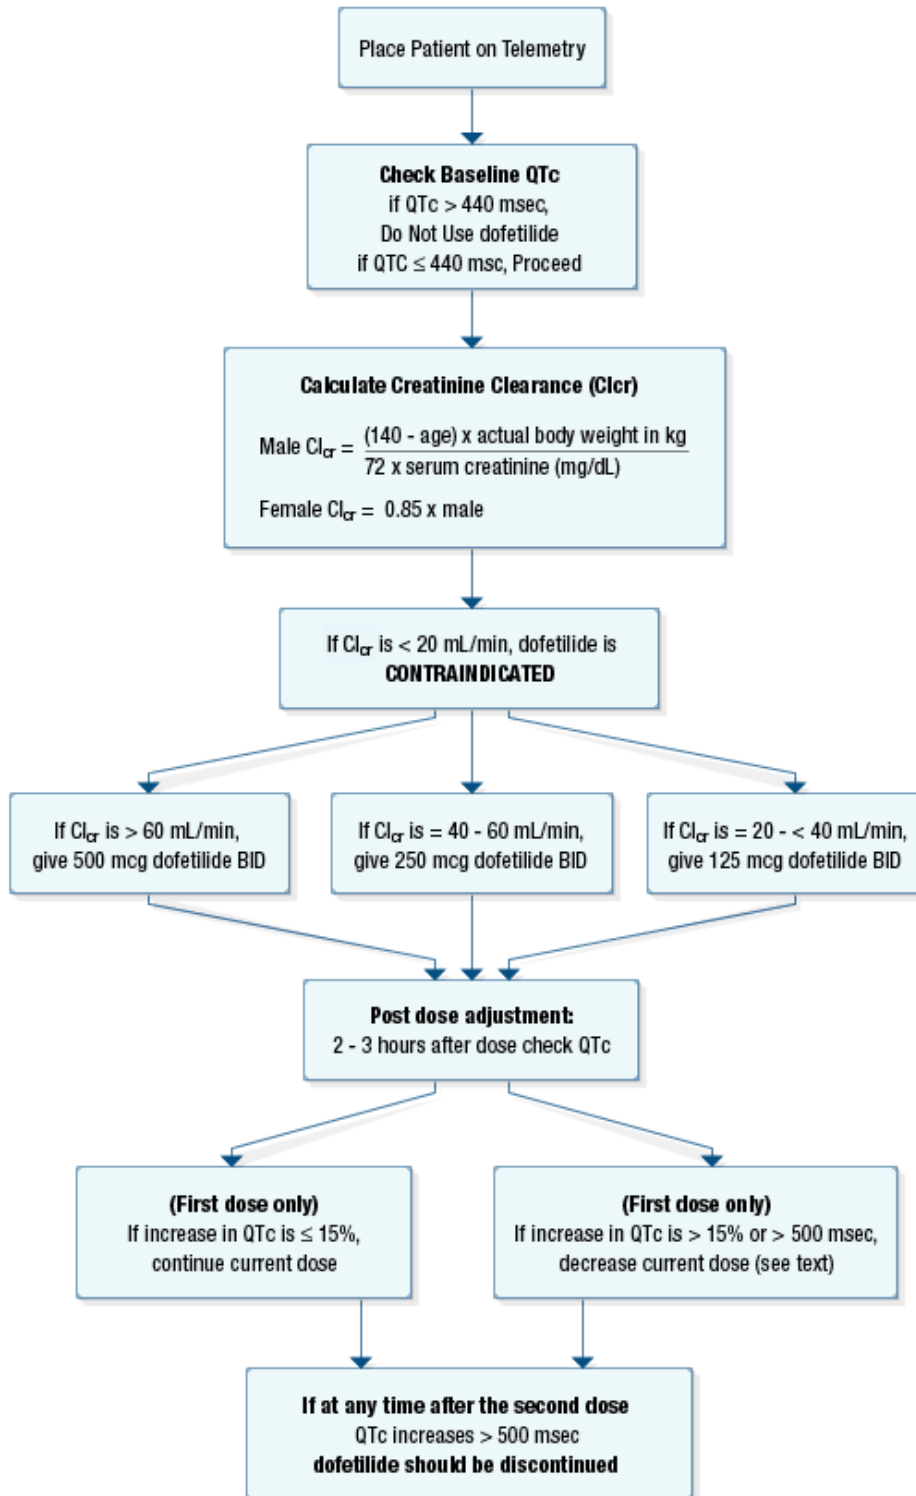 Place Patient on Telemetry
Check Baseline QTc
if QTc > 440 msec,
Do Not Use dofetilide
if QTC ≤ 440 msc, Proceed
Calculate Creatinine Clearance (Clcr)
Male Clcr = (140 - age) x actual body weight in kg
72 x serum creatinine (mg/dL)
Female Clcr = 0.85 x male
If Clcr is < 20 mL/min, dofetilide is
CONTRAINDICATED
If Clcr is > 60 mL/min,
give 500 mcg dofetilide BID
If Clcr is = 40 - 60 mL/min,
give 250 mcg dofetilide BID
If Clcr is = 20 - < 40 mL/min,
give 125 mcg dofetilide BID
Post dose adjustment:
2 - 3 hours after dose check QTc
(First dose only)
If increase in QTc is ≤ 15%,
continue current dose
(First dose only)
If increase in QTc is > 15% or > 500 msec,
decrease current dose (see text)
If at any time after the second dose
QTc increases > 500 msec
dofetilide should be discontinued